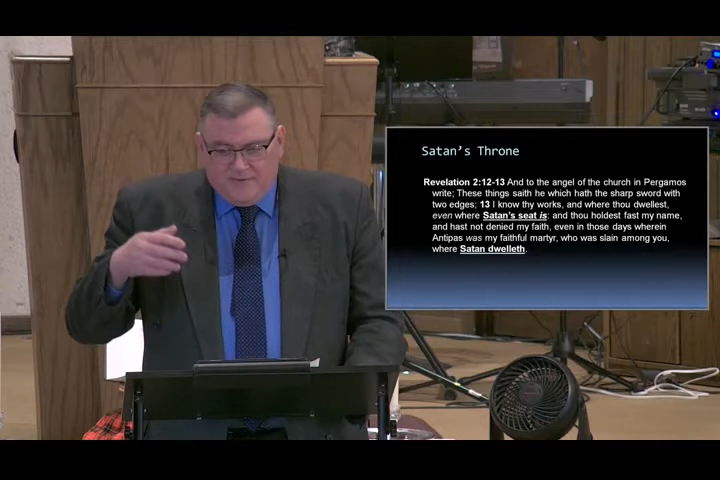 Satan's Throne
Revelation 2:12-13 And to the angel of the church in Pergamos
write; These things saith he which hath the sharp sword with
two edges; 13 I know thy works, and where thou dwellest,
even where Satan's seat is: and thou holdest fast my name,
and hast not denied my faith, even in those days wherein
Antipas was my faithful martyr, who was slain among you,
where Satan dwelleth.